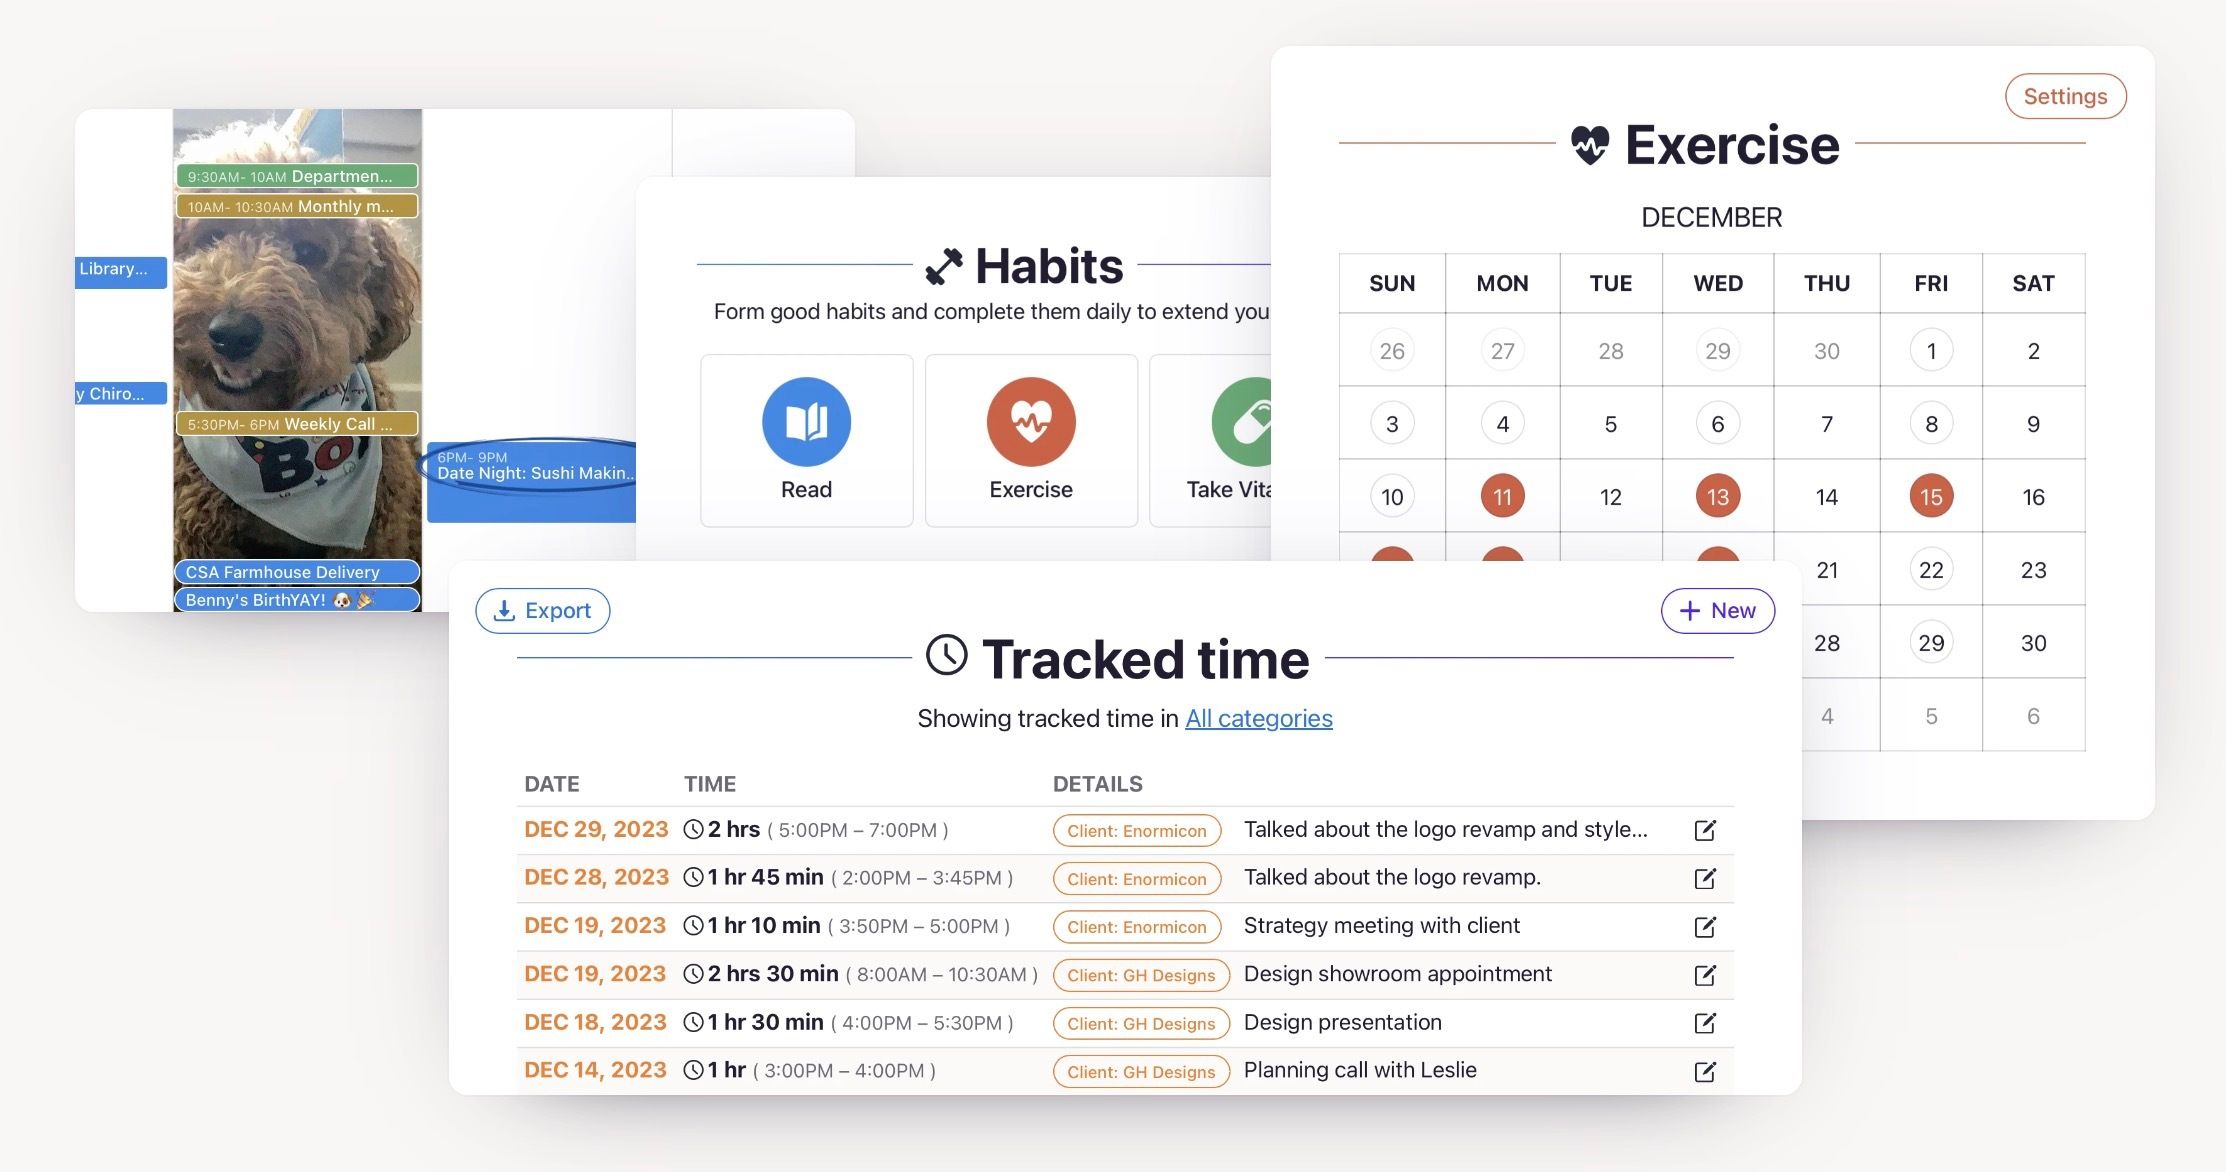 9:30AM- 10AM Departmen...
10AM- 10:30AM Monthly m...
Library...
y Chiro...
5:30PM- 6PM Weekly Call ...
6PM- 9PM
Date Night: Sushi Makin...
CSA Farmhouse Delivery
Benny's BirthYAY! 🐶🎉
Habits
Form good habits and complete them daily to extend you
Read
Exercise
Take Vita
Settings
Exercise
DECEMBER
SUN MON TUE WED THU FRI SAT
26 27 28 29 30 1 2
3 4 5 6 7 8 9
10 11 12 13 14 15 16
21 22 23
28 29 30
4 5 6
Export
New
Tracked time
Showing tracked time in All categories
DATE TIME DETAILS
DEC 29, 2023 2 hrs ( 5:00PM – 7:00PM ) Client: Enormicon Talked about the logo revamp and style...
DEC 28, 2023 1 hr 45 min ( 2:00PM – 3:45PM ) Client: Enormicon Talked about the logo revamp.
DEC 19, 2023 1 hr 10 min ( 3:50PM – 5:00PM ) Client: Enormicon Strategy meeting with client
DEC 19, 2023 2 hrs 30 min ( 8:00AM – 10:30AM ) Client: GH Designs Design showroom appointment
DEC 18, 2023 1 hr 30 min ( 4:00PM – 5:30PM ) Client: GH Designs Design presentation
DEC 14, 2023 1 hr ( 3:00PM – 4:00PM ) Client: GH Designs Planning call with Leslie